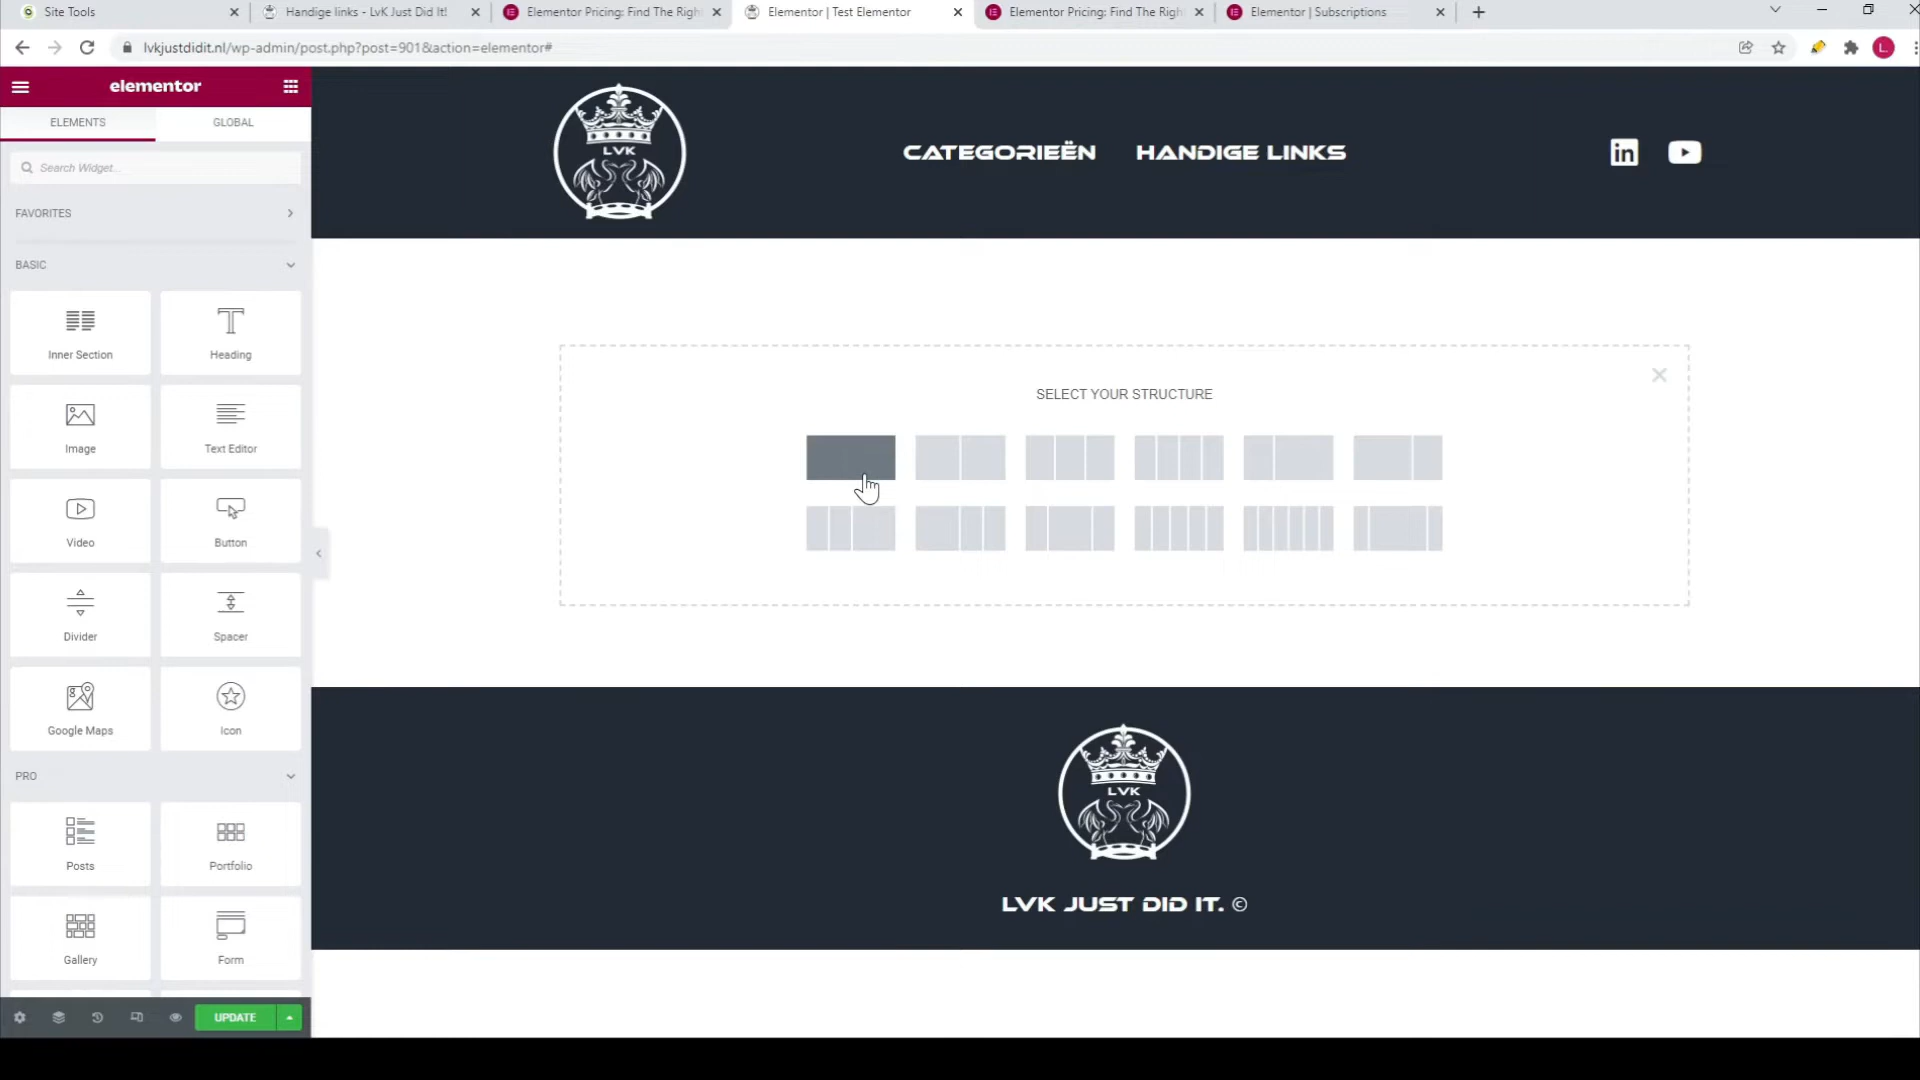 Site Tools
Handige links - LvK Just Did It!
Elementor Pricing: Find The Righ
Elementor | Test Elementor
Elementor Pricing: Find The Righ
Elementor | Subscriptions
lvkjustdidit.nl/wp-admin/post.php?post=901&action=elementor#
L
elementor
ELEMENTS
GLOBAL
Search Widget...
FAVORITES
BASIC
Inner Section
Heading
Image
Text Editor
Video
Button
Divider
Spacer
Google Maps
Icon
PRO
Posts
Portfolio
Gallery
Form
UPDATE
LVK
CATEGORIEËN
HANDIGE LINKS
in
SELECT YOUR STRUCTURE
LVK
LVK JUST DID IT. ©